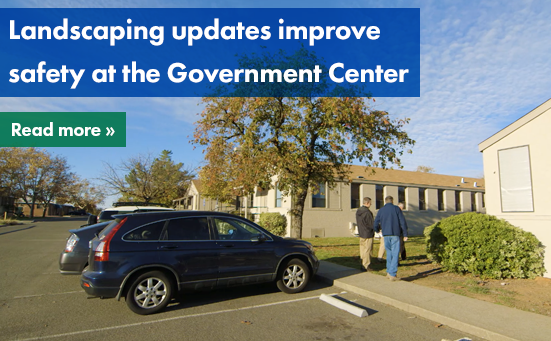 Landscaping updates improve
safety at the Government Center
Read more »